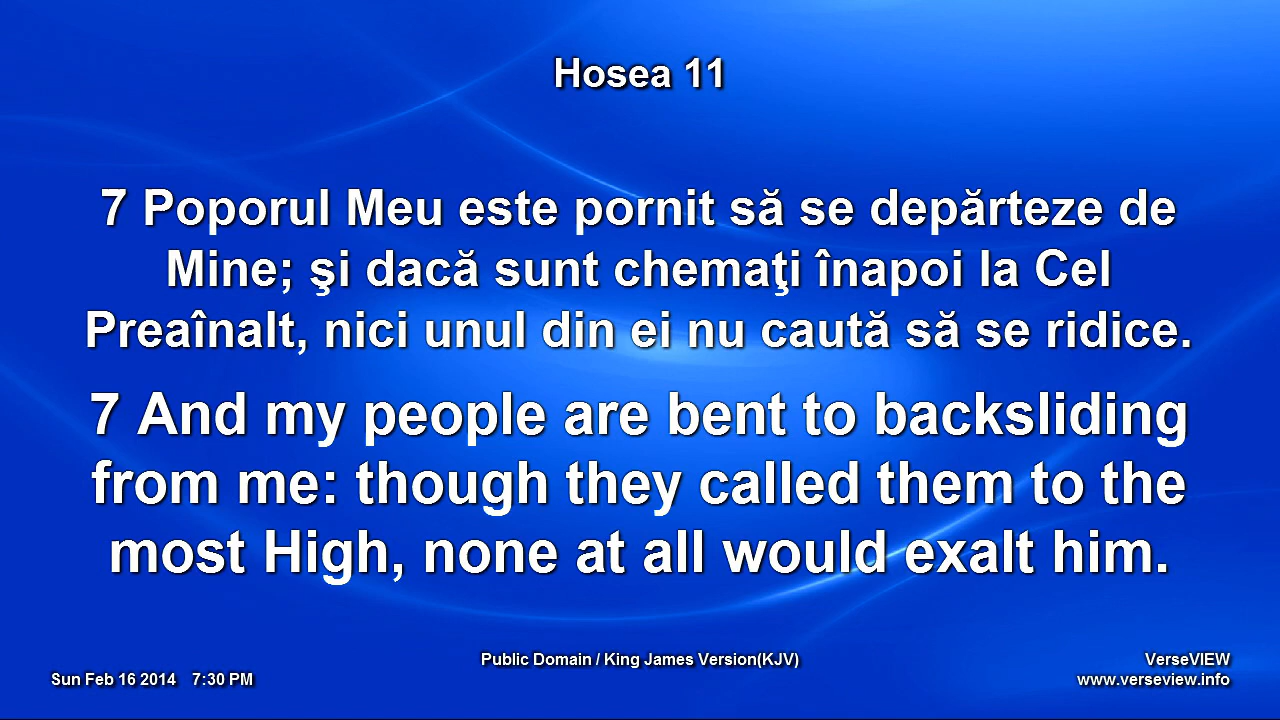 Hosea 11
7 Poporul Meu este pornit să se depărteze de
Mine; şi dacă sunt chemaţi înapoi la Cel
Preaînalt, nici unul din ei nu caută să se ridice.
7 And my people are bent to backsliding
from me: though they called them to the
most High, none at all would exalt him.
Public Domain / King James Version(KJV)
VerseVIEW
Sun Feb 16 2014 7:30 PM
www.verseview.info